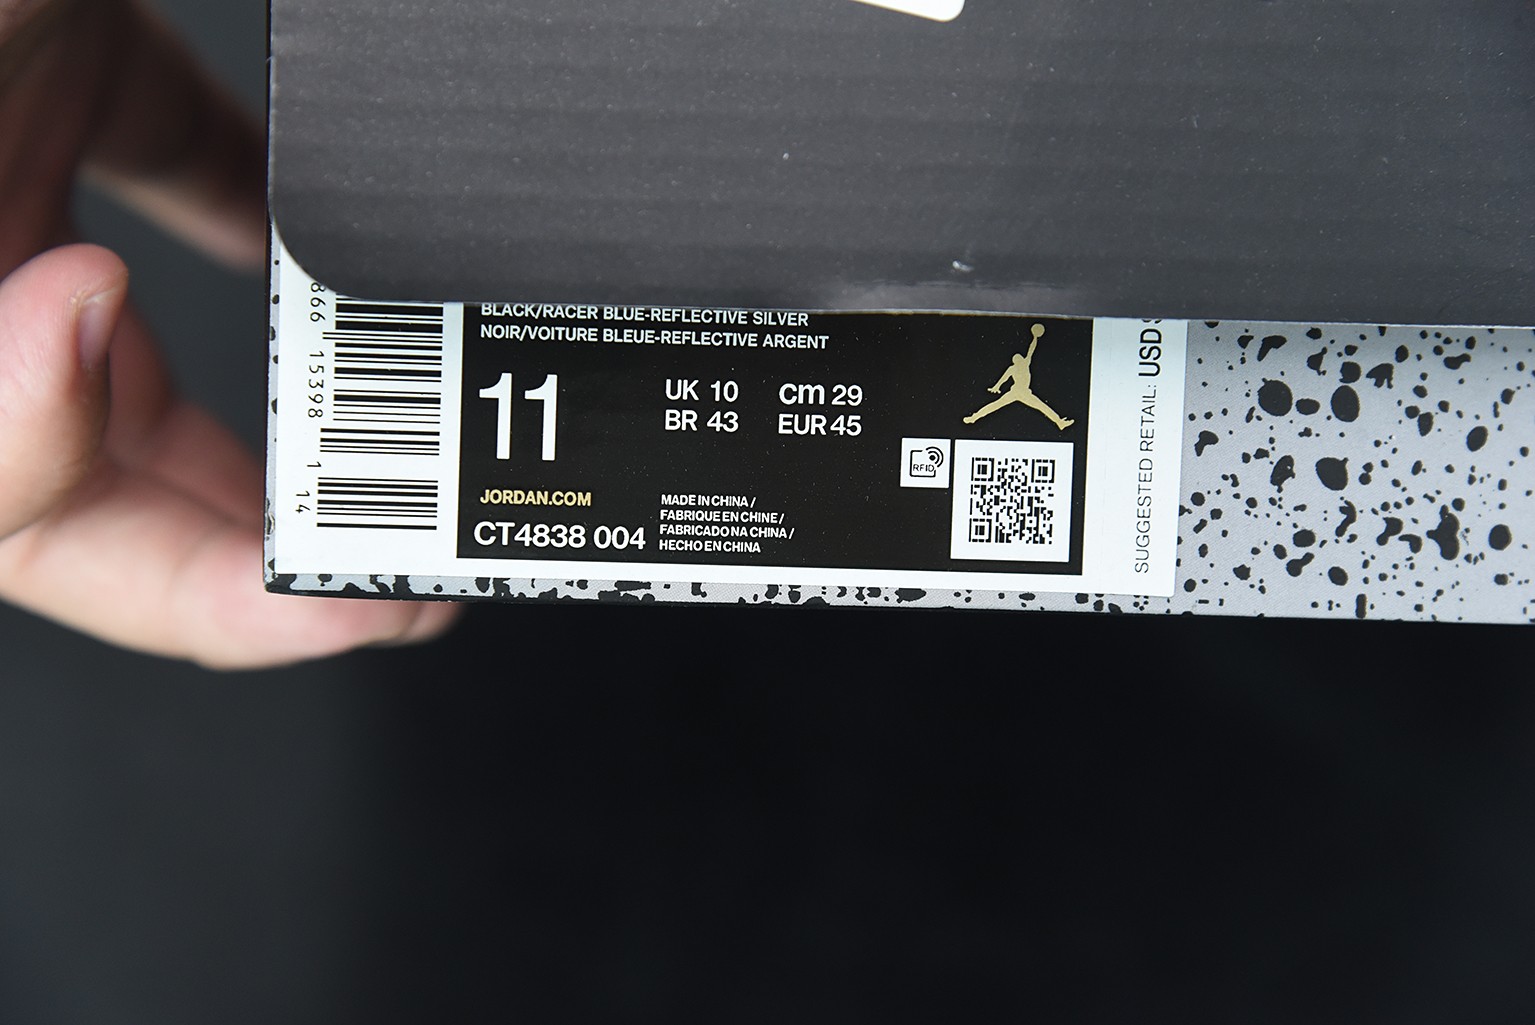 BLACK/RACER BLUE-REFLECTIVE SILVER
NOIR/VOITURE BLEUE-REFLECTIVE ARGENT
11
UK 10
cm 29
BR 43
EUR 45
RFID
JORDAN.COM
CT4838 004
MADE IN CHINA /
FABRIQUE EN CHINE /
FABRICADO NA CHINA /
HECHO EN CHINA
866 15398 1
14
SUGGESTED RETAIL: USD